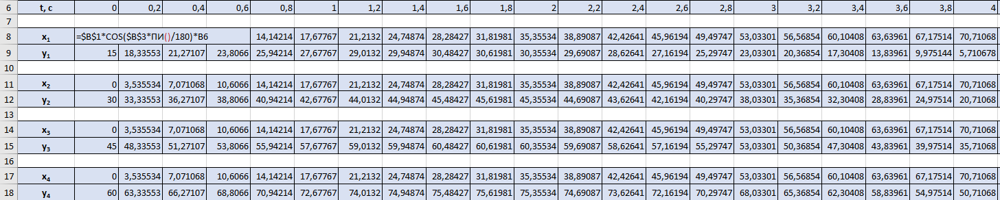 6 t, с 0 0,2 0,4 0,6 0,8 1 1,2 1,4 1,6 1,8 2 2,2 2,4 2,6 2,8 3 3,2 3,4 3,6 3,8 4
7
8 x₁ =$B$1*COS($B$3*ПИ()/180)*B6 14,14214 17,67767 21,2132 24,74874 28,28427 31,81981 35,35534 38,89087 42,42641 45,96194 49,49747 53,03301 56,56854 60,10408 63,63961 67,17514 70,71068
9 y₁ 15 18,33553 21,27107 23,8066 25,94214 27,67767 29,0132 29,94874 30,48427 30,61981 30,35534 29,69087 28,62641 27,16194 25,29747 23,03301 20,36854 17,30408 13,83961 9,975144 5,710678
10
11 x₂ 0 3,535534 7,071068 10,6066 14,14214 17,67767 21,2132 24,74874 28,28427 31,81981 35,35534 38,89087 42,42641 45,96194 49,49747 53,03301 56,56854 60,10408 63,63961 67,17514 70,71068
12 y₂ 30 33,33553 36,27107 38,8066 40,94214 42,67767 44,0132 44,94874 45,48427 45,61981 45,35534 44,69087 43,62641 42,16194 40,29747 38,03301 35,36854 32,30408 28,83961 24,97514 20,71068
13
14 x₃ 0 3,535534 7,071068 10,6066 14,14214 17,67767 21,2132 24,74874 28,28427 31,81981 35,35534 38,89087 42,42641 45,96194 49,49747 53,03301 56,56854 60,10408 63,63961 67,17514 70,71068
15 y₃ 45 48,33553 51,27107 53,8066 55,94214 57,67767 59,0132 59,94874 60,48427 60,61981 60,35534 59,69087 58,62641 57,16194 55,29747 53,03301 50,36854 47,30408 43,83961 39,97514 35,71068
16
17 x₄ 0 3,535534 7,071068 10,6066 14,14214 17,67767 21,2132 24,74874 28,28427 31,81981 35,35534 38,89087 42,42641 45,96194 49,49747 53,03301 56,56854 60,10408 63,63961 67,17514 70,71068
18 y₄ 60 63,33553 66,27107 68,8066 70,94214 72,67767 74,0132 74,94874 75,48427 75,61981 75,35534 74,69087 73,62641 72,16194 70,29747 68,03301 65,36854 62,30408 58,83961 54,97514 50,71068